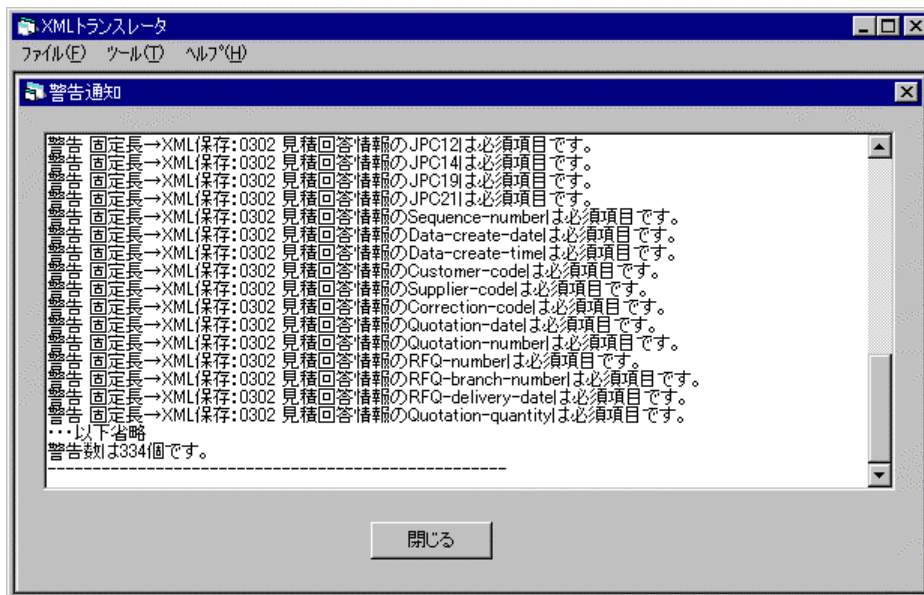 XMLトランスレータ
ファイル(F) ツール(T) ヘルプ(H)
警告通知
警告 固定長→XML保存:0302 見積回答情報のJPC12は必須項目です。
警告 固定長→XML保存:0302 見積回答情報のJPC14は必須項目です。
警告 固定長→XML保存:0302 見積回答情報のJPC19は必須項目です。
警告 固定長→XML保存:0302 見積回答情報のJPC21は必須項目です。
警告 固定長→XML保存:0302 見積回答情報のSequence-numberは必須項目です。
警告 固定長→XML保存:0302 見積回答情報のData-create-dateは必須項目です。
警告 固定長→XML保存:0302 見積回答情報のData-create-timeは必須項目です。
警告 固定長→XML保存:0302 見積回答情報のCustomer-codeは必須項目です。
警告 固定長→XML保存:0302 見積回答情報のSupplier-codeは必須項目です。
警告 固定長→XML保存:0302 見積回答情報のCorrection-codeは必須項目です。
警告 固定長→XML保存:0302 見積回答情報のQuotation-dateは必須項目です。
警告 固定長→XML保存:0302 見積回答情報のQuotation-numberは必須項目です。
警告 固定長→XML保存:0302 見積回答情報のRFQ-numberは必須項目です。
警告 固定長→XML保存:0302 見積回答情報のRFQ-branch-numberは必須項目です。
警告 固定長→XML保存:0302 見積回答情報のRFQ-delivery-dateは必須項目です。
警告 固定長→XML保存:0302 見積回答情報のQuotation-quantityは必須項目です。
・・・以下省略
警告数は334個です。
---------------------------------------------------
閉じる